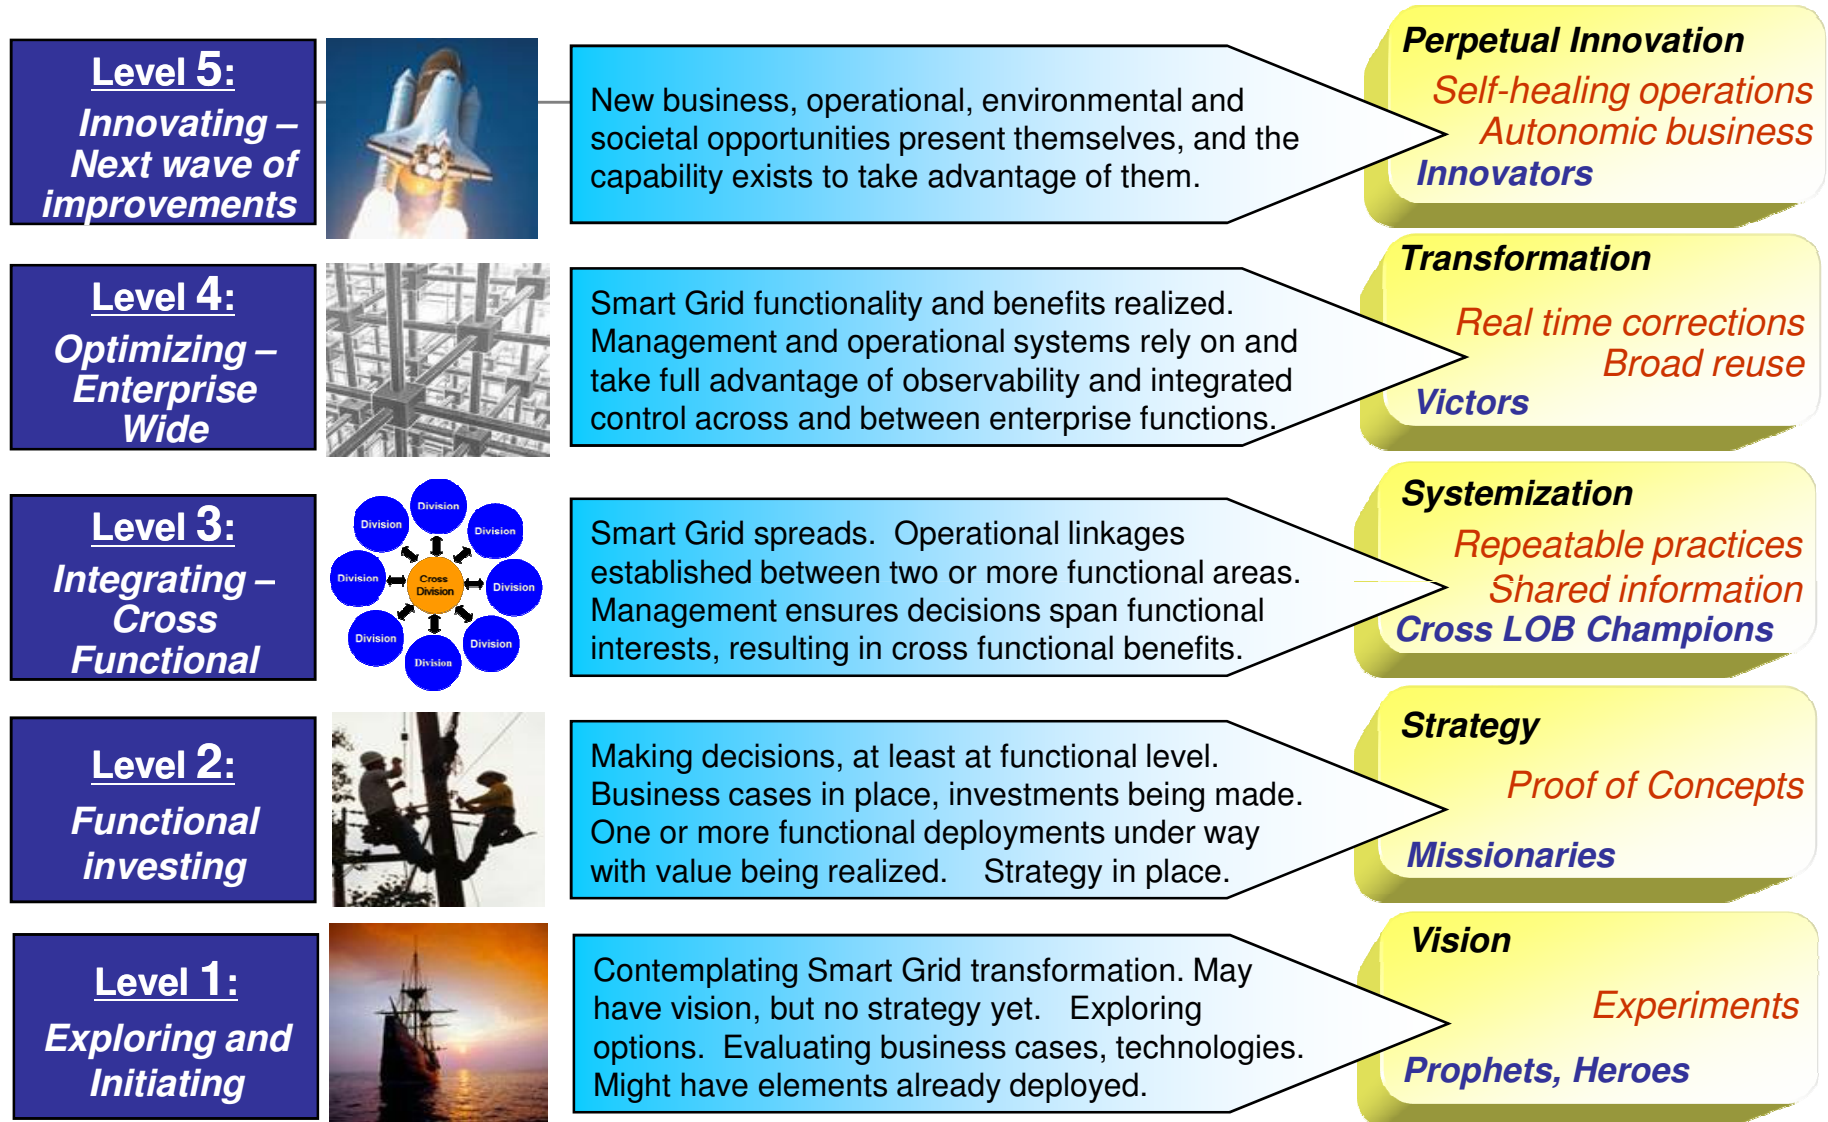 Level 5:
Innovating –
Next wave of
improvements
New business, operational, environmental and
societal opportunities present themselves, and the
capability exists to take advantage of them.
Perpetual Innovation
Self-healing operations
Autonomic business
Innovators
Level 4:
Optimizing –
Enterprise
Wide
Smart Grid functionality and benefits realized.
Management and operational systems rely on and
take full advantage of observability and integrated
control across and between enterprise functions.
Transformation
Real time corrections
Broad reuse
Victors
Level 3:
Integrating –
Cross
Functional
Division
Division
Division
Division
Cross
Division
Division
Division
Division
Division
Smart Grid spreads.  Operational linkages
established between two or more functional areas.
Management ensures decisions span functional
interests, resulting in cross functional benefits.
Systemization
Repeatable practices
Shared information
Cross LOB Champions
Level 2:
Functional
investing
Making decisions, at least at functional level.
Business cases in place, investments being made.
One or more functional deployments under way
with value being realized.    Strategy in place.
Strategy
Proof of Concepts
Missionaries
Level 1:
Exploring and
Initiating
Contemplating Smart Grid transformation. May
have vision, but no strategy yet.   Exploring
options.  Evaluating business cases, technologies.
Might have elements already deployed.
Vision
Experiments
Prophets, Heroes